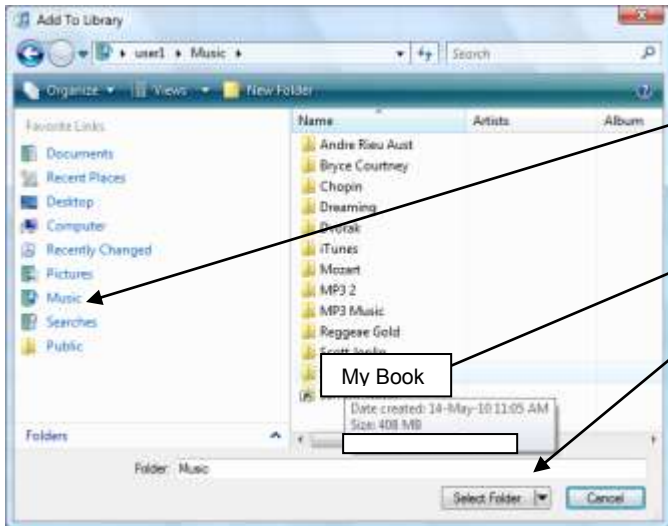 Add To Library
user1 Music
Search
Organize Views New Folder
Favorite Links
Documents
Recent Places
Desktop
Computer
Recently Changed
Pictures
Music
Searches
Public
Folders
Name Artists Album
Andre Rieu Aust
Bryce Courtney
Chopin
Dreaming
Dvorak
iTunes
Mozart
MP3 2
MP3 Music
Reggeae Gold
Scott Joplin
My Book
Date created: 14-May-10 11:05 AM
Size: 408 MB
Folder: Music
Select Folder Cancel